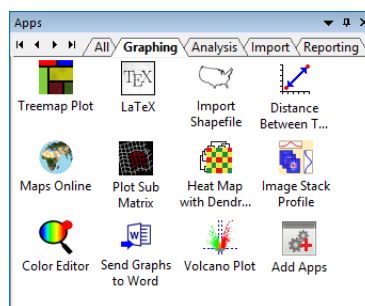 Apps
All Graphing Analysis Import Reporting
TEX
Treemap Plot LaTeX Import Shapefile Distance Between T...
Maps Online Plot Sub Matrix Heat Map with Dendr... Image Stack Profile
W
Color Editor Send Graphs to Word Volcano Plot Add Apps